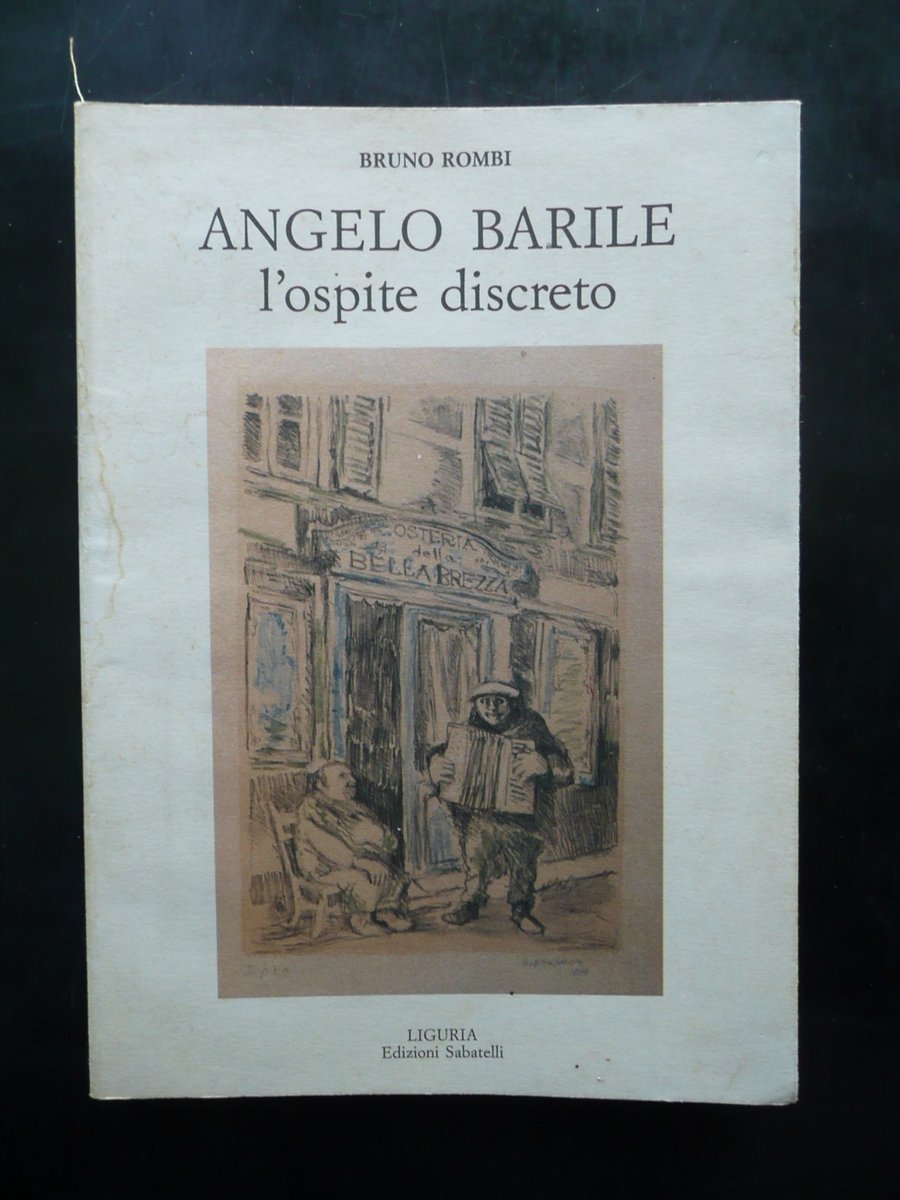 BRUNO ROMBI
ANGELO BARILE
l'ospite discreto
OSTERIA
della
BELLA BREZZA
LIGURIA
Edizioni Sabatelli